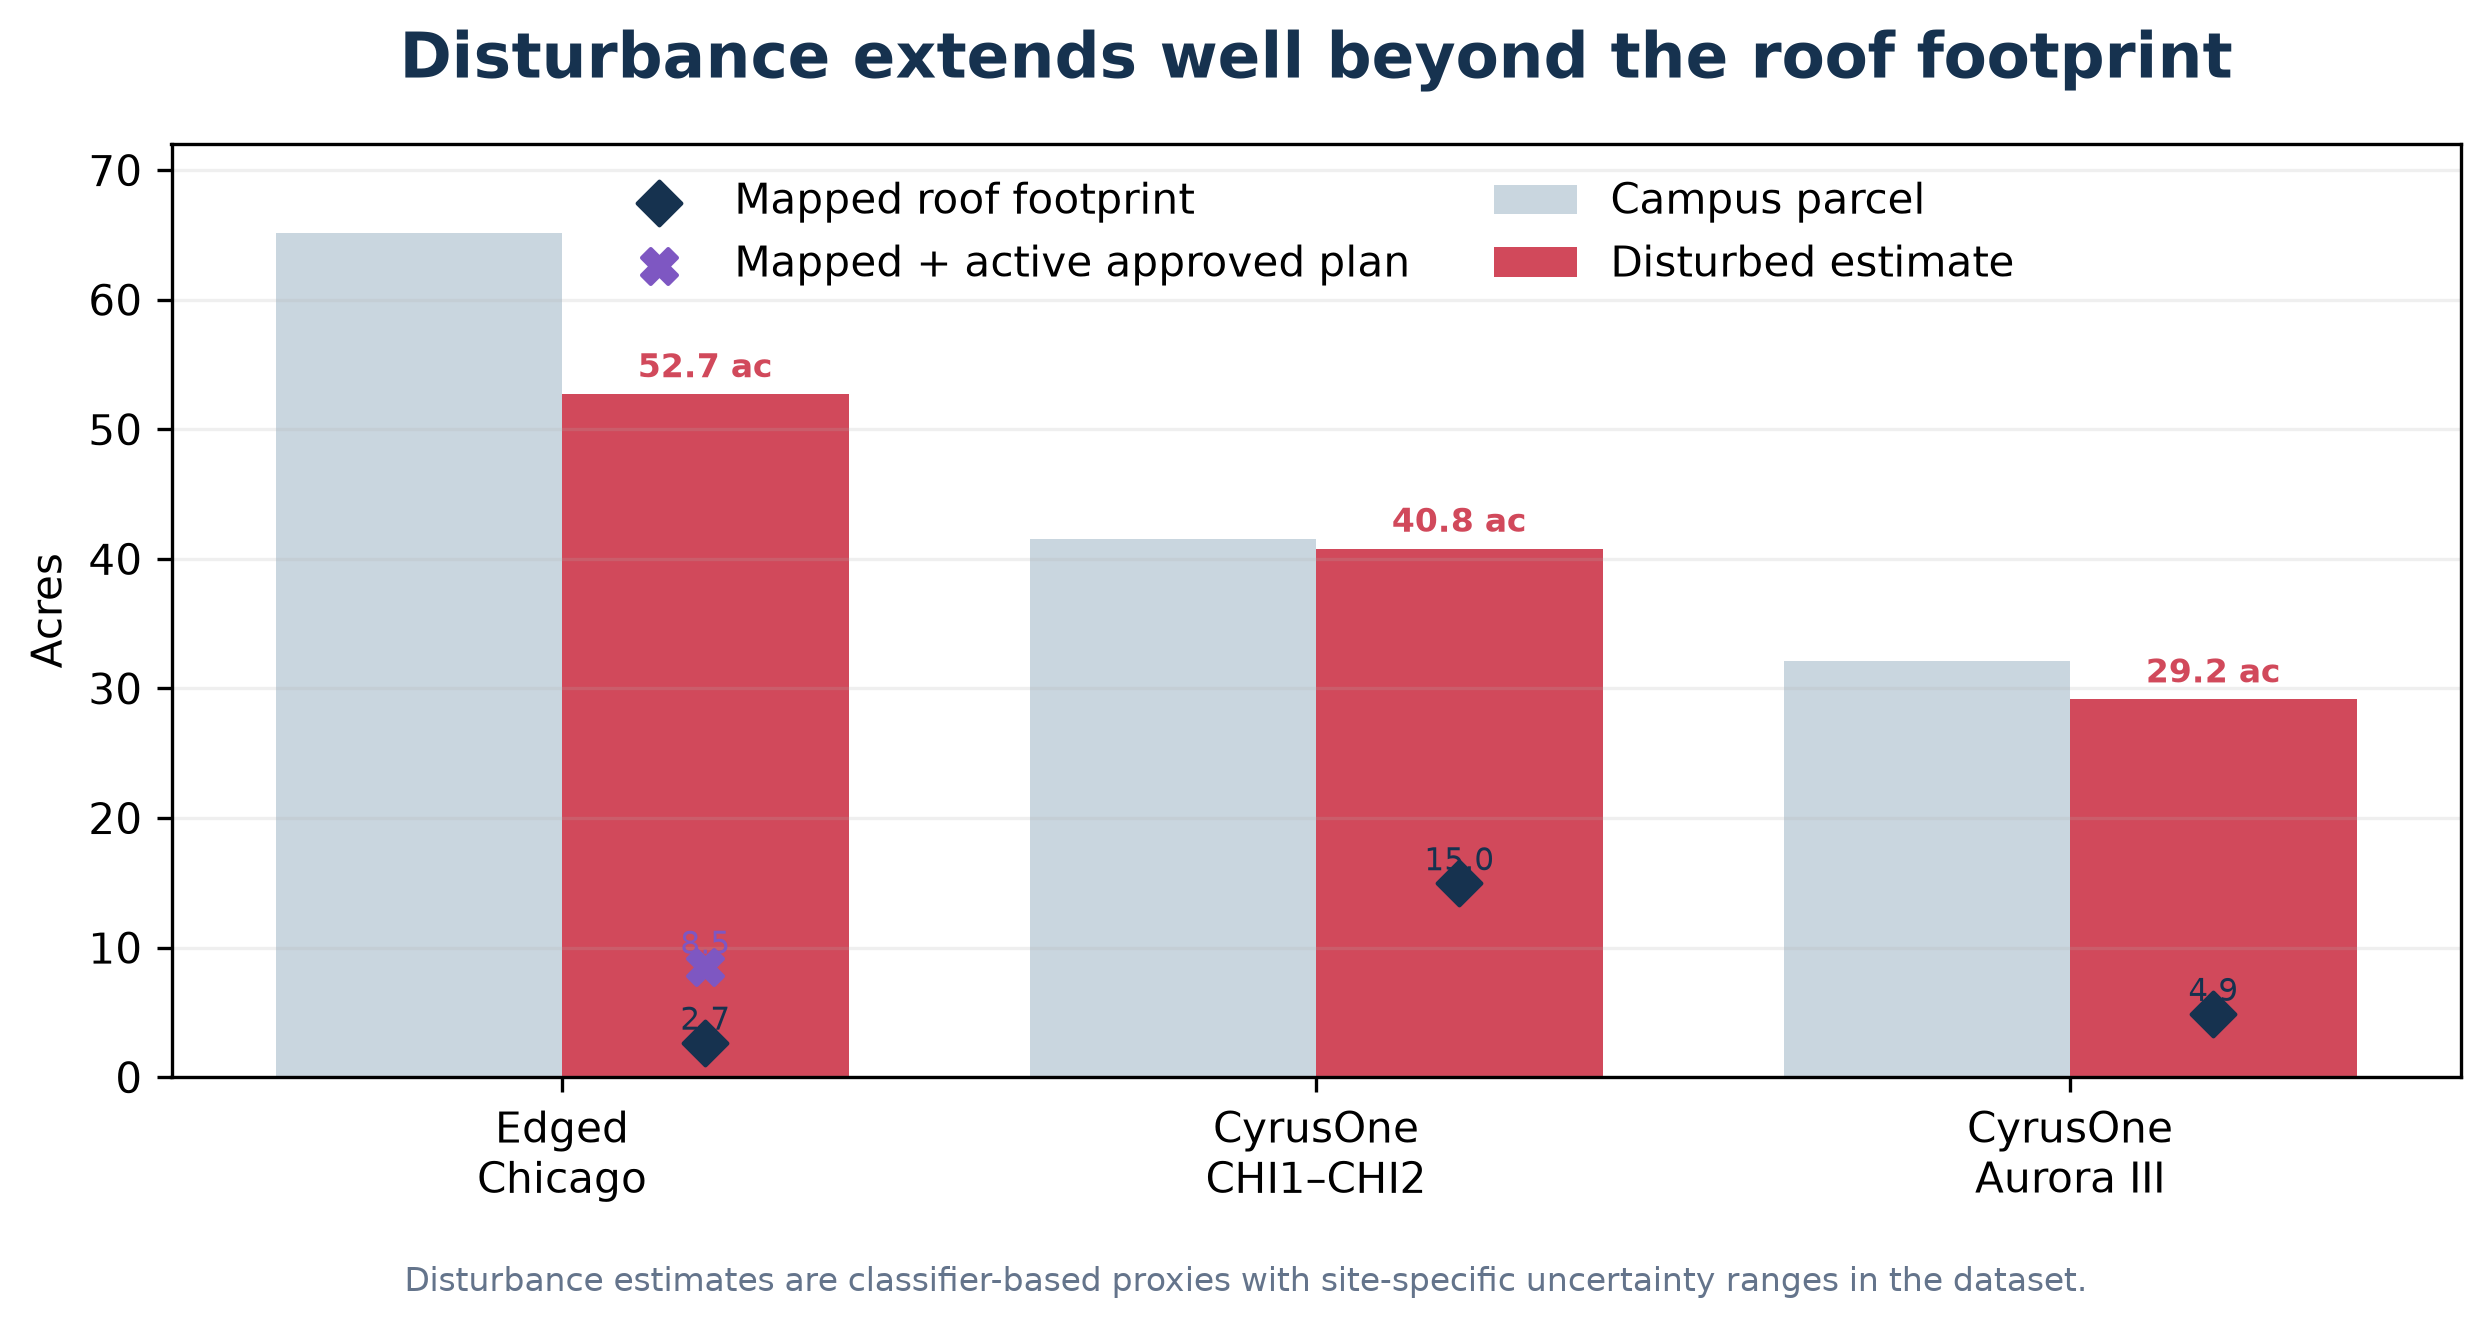 Disturbance extends well beyond the roof footprint
Mapped roof footprint
Mapped + active approved plan
Campus parcel
Disturbed estimate
Acres
70
60
50
40
30
20
10
0
52.7 ac
40.8 ac
29.2 ac
8.5
2.7
15.0
4.9
Edged
Chicago
CyrusOne
CHI1–CHI2
CyrusOne
Aurora III
Disturbance estimates are classifier-based proxies with site-specific uncertainty ranges in the dataset.